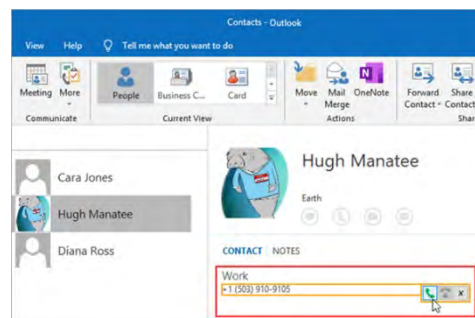 Contacts - Outlook
View Help Tell me what you want to do
Meeting More People Business C... Card Move Mail Merge OneNote Forward Contact Share Contact
Communicate Current View Actions Shar
Hugh Manatee
Earth
Cara Jones
Hugh Manatee
Diana Ross
CONTACT NOTES
Work
+1 (503) 910-9105